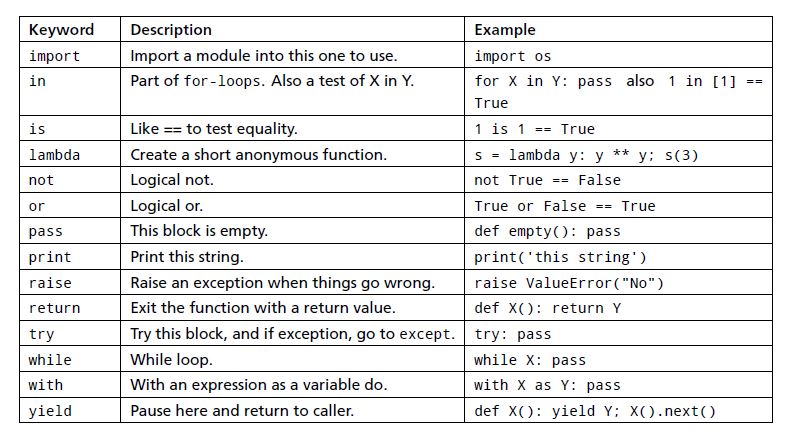 Keyword Description Example
import Import a module into this one to use. import os
in Part of for-loops. Also a test of X in Y. for X in Y: pass also 1 in [1] ==
True
is Like == to test equality. 1 is 1 == True
lambda Create a short anonymous function. s = lambda y: y ** y; s(3)
not Logical not. not True == False
or Logical or. True or False == True
pass This block is empty. def empty(): pass
print Print this string. print('this string')
raise Raise an exception when things go wrong. raise ValueError("No")
return Exit the function with a return value. def X(): return Y
try Try this block, and if exception, go to except. try: pass
while While loop. while X: pass
with With an expression as a variable do. with X as Y: pass
yield Pause here and return to caller. def X(): yield Y; X().next()